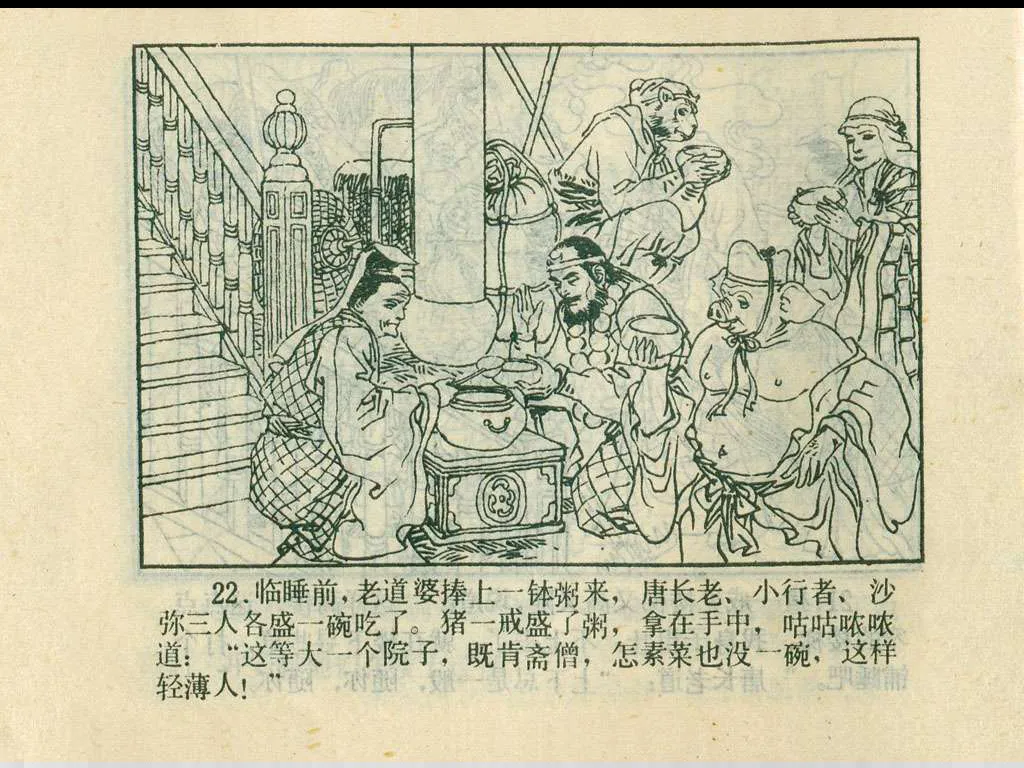 22.临睡前，老道婆捧上一钵粥来，唐长老、小行者、沙
弥三人各盛一碗吃了。猪一戒盛了粥，拿在手中，咕咕哝哝
道：“这等大一个院子，既肯斋僧，怎素菜也没一碗，这样
轻薄人！”